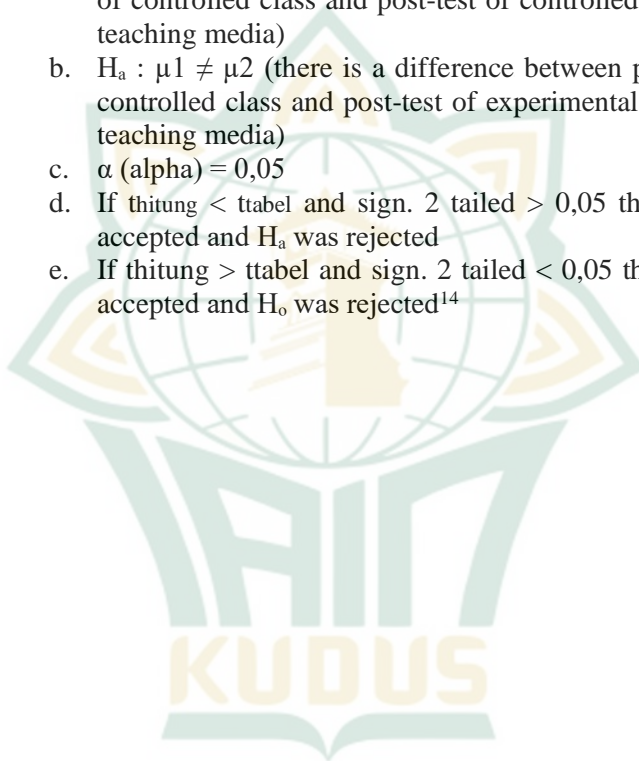 of controlled class and post-test of controlled
teaching media)
b. Hₐ : μ1 ≠ μ2 (there is a difference between
controlled class and post-test of experimental
teaching media)
c. α (alpha) = 0,05
d. If thitung < ttabel and sign. 2 tailed > 0,05
accepted and Hₐ was rejected
e. If thitung > ttabel and sign. 2 tailed < 0,05
accepted and Hₒ was rejected¹⁴
IAIN
KUDUS